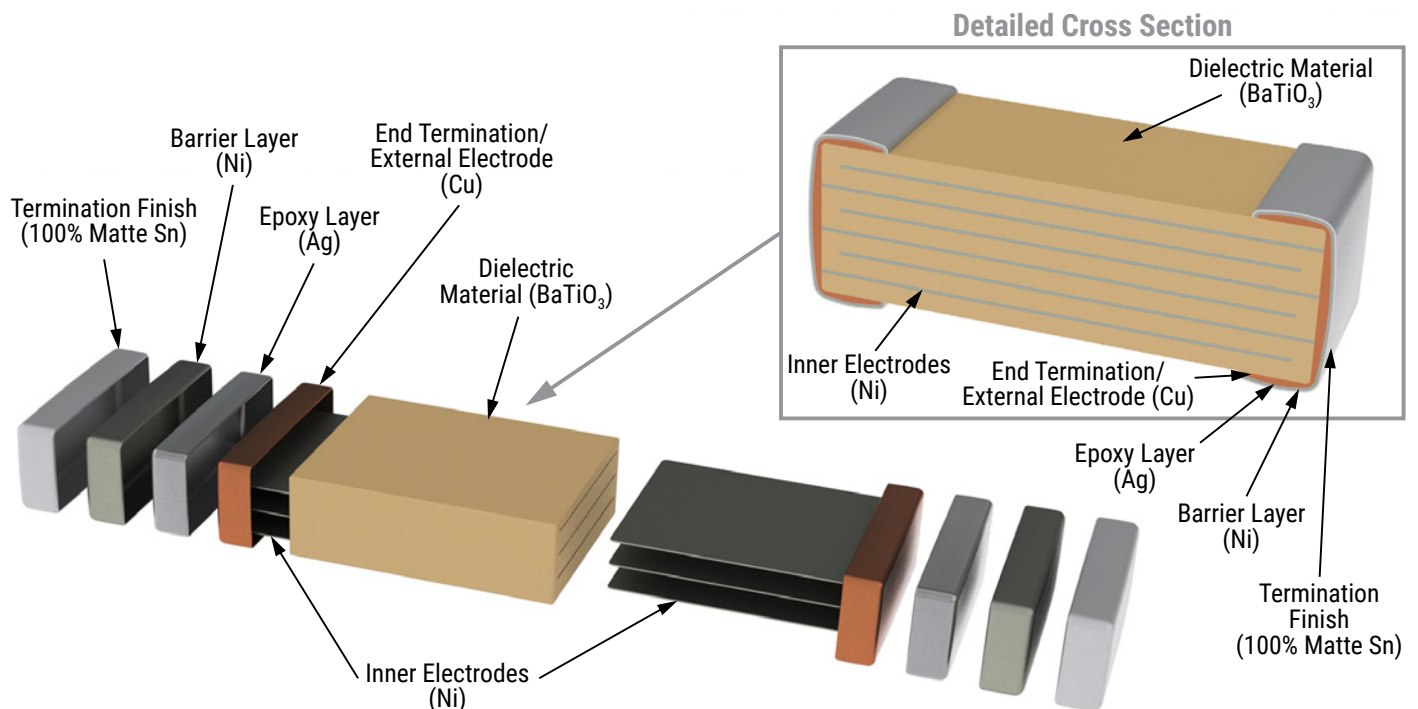 Detailed Cross Section
Dielectric Material
(BaTiO₃)
Inner Electrodes
(Ni)
End Termination/
External Electrode (Cu)
Epoxy Layer
(Ag)
Barrier Layer
(Ni)
Termination
Finish
(100% Matte Sn)
Termination Finish
(100% Matte Sn)
Barrier Layer
(Ni)
Epoxy Layer
(Ag)
End Termination/
External Electrode
(Cu)
Dielectric
Material (BaTiO₃)
Inner Electrodes
(Ni)